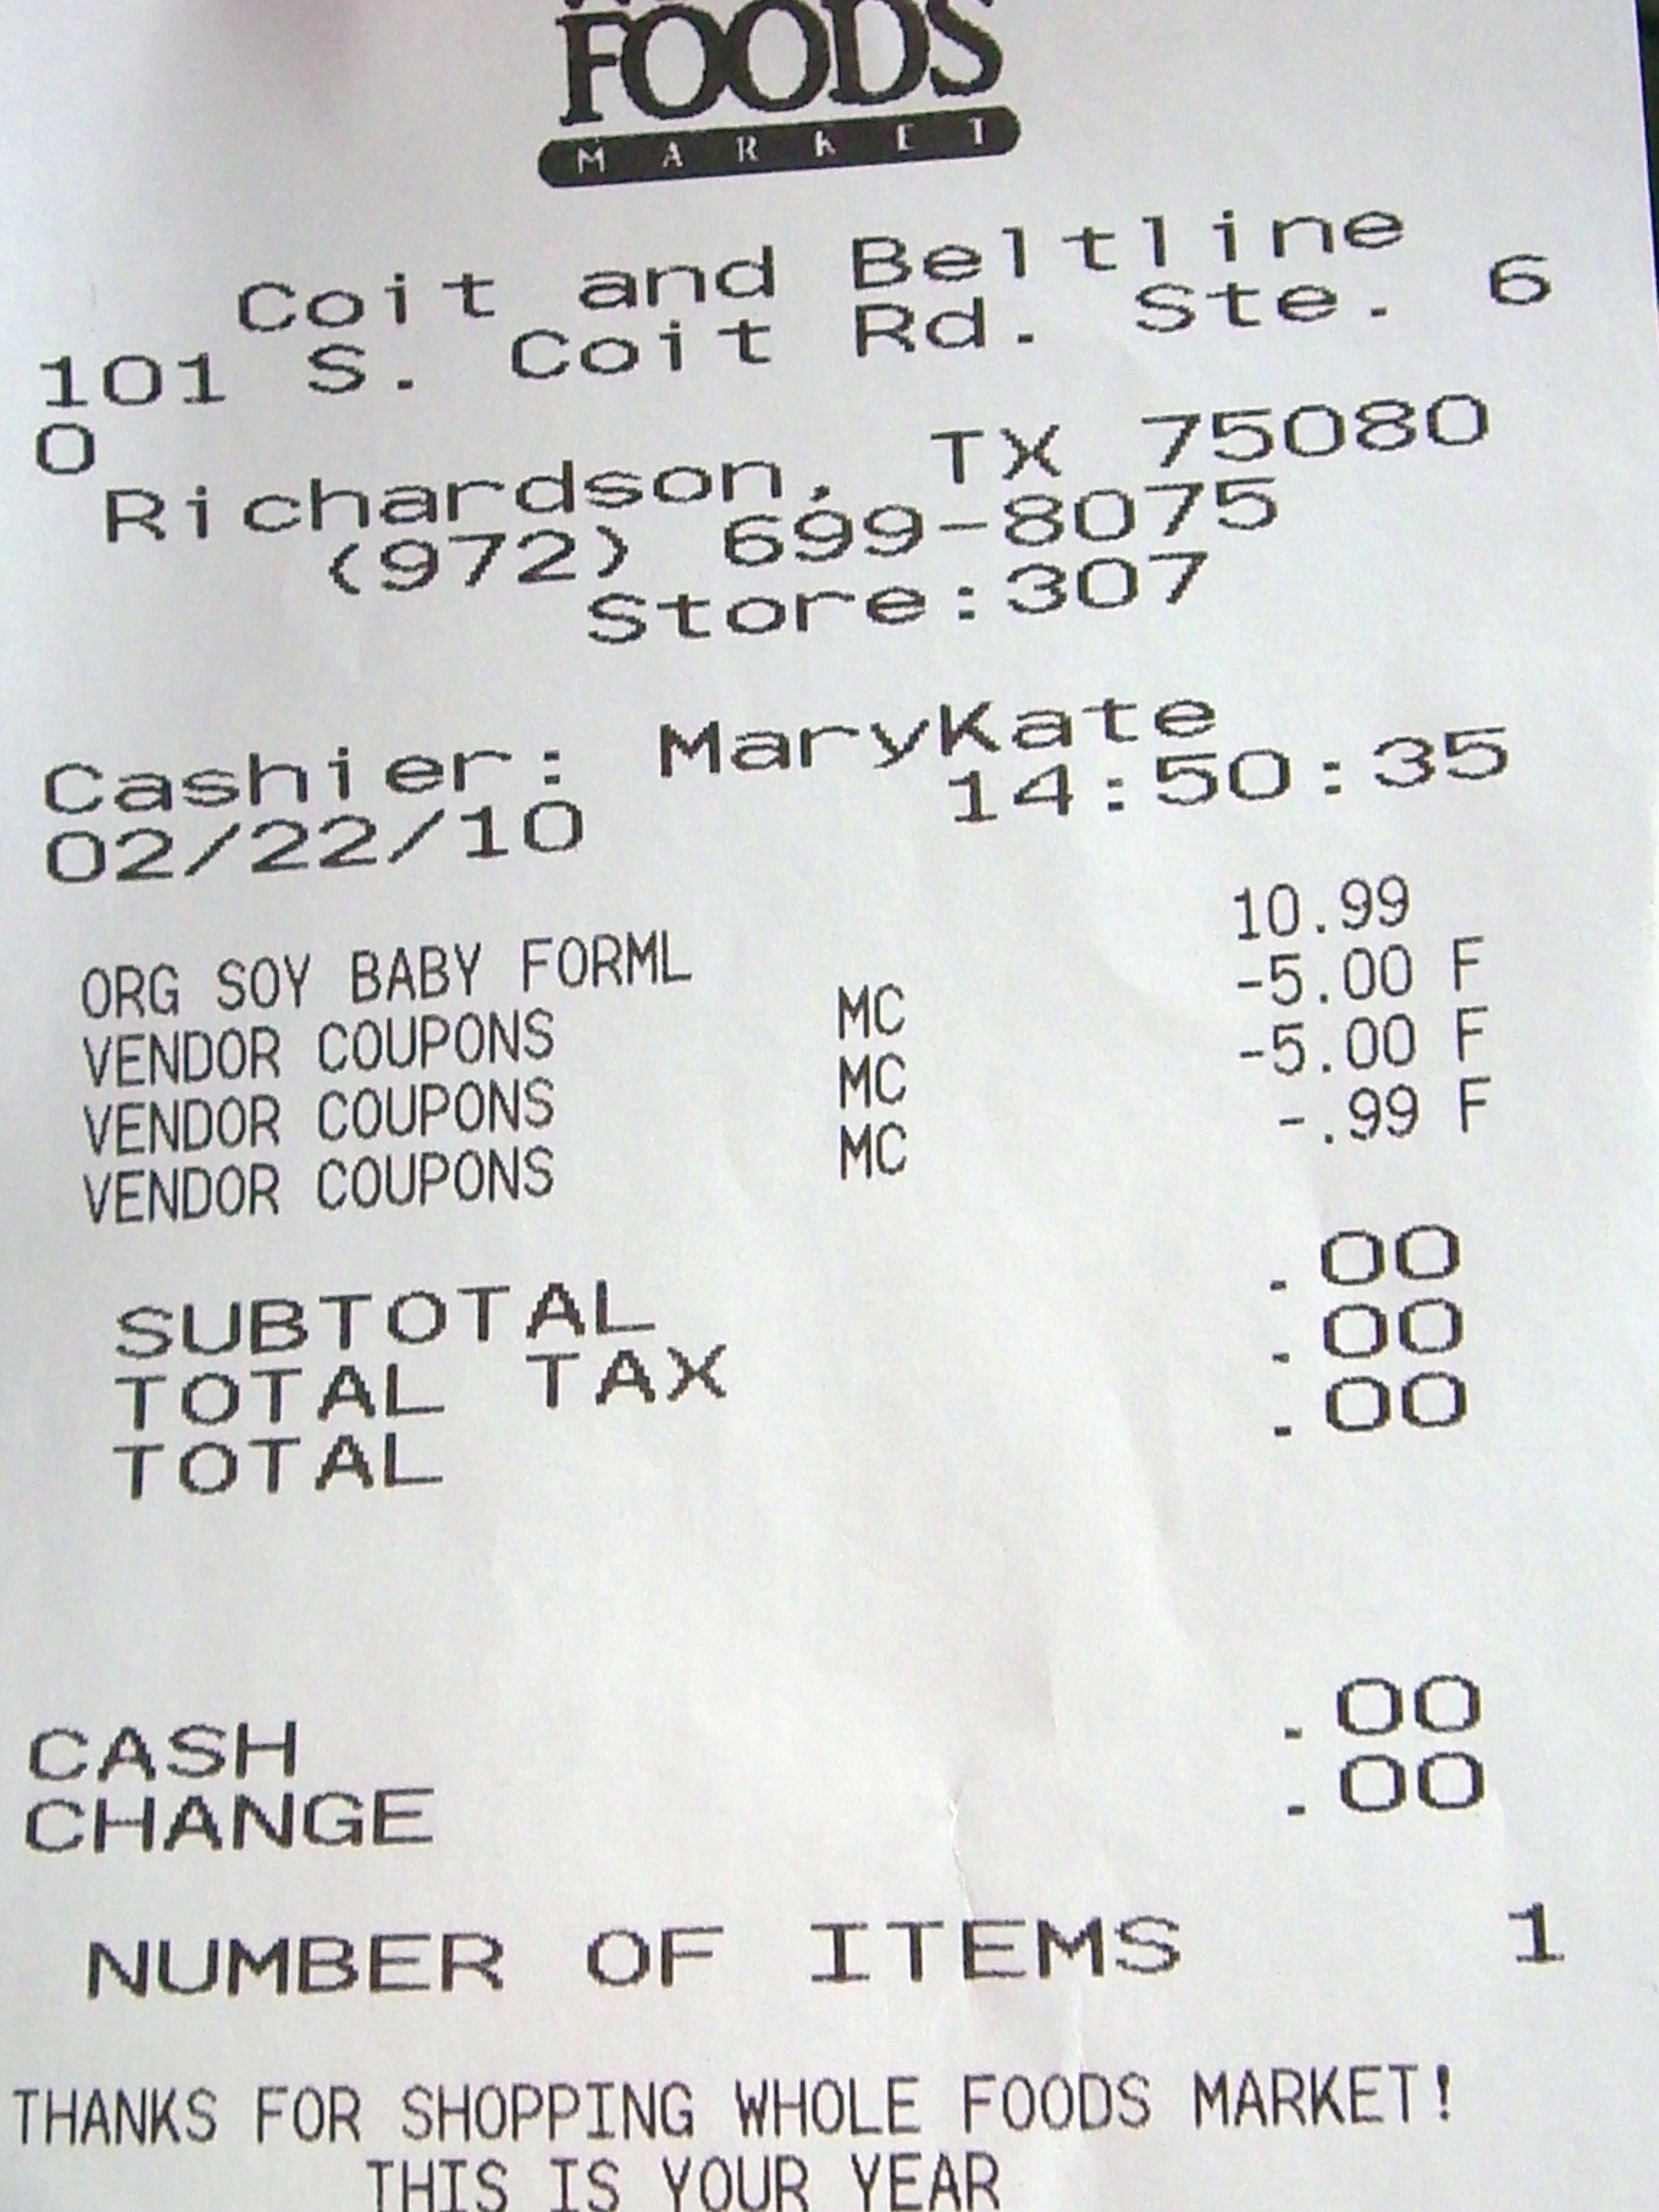 FOODS
MARKET
Coit and Beltline
101 S. Coit Rd. Ste. 6
0
Richardson, TX 75080
(972) 699-8075
Store:307
Cashier: MaryKate
02/22/10 14:50:35
ORG SOY BABY FORML 10.99
VENDOR COUPONS MC -5.00 F
VENDOR COUPONS MC -5.00 F
VENDOR COUPONS MC -.99 F
SUBTOTAL .00
TOTAL TAX .00
TOTAL .00
CASH .00
CHANGE .00
NUMBER OF ITEMS 1
THANKS FOR SHOPPING WHOLE FOODS MARKET!
THIS IS YOUR YEAR